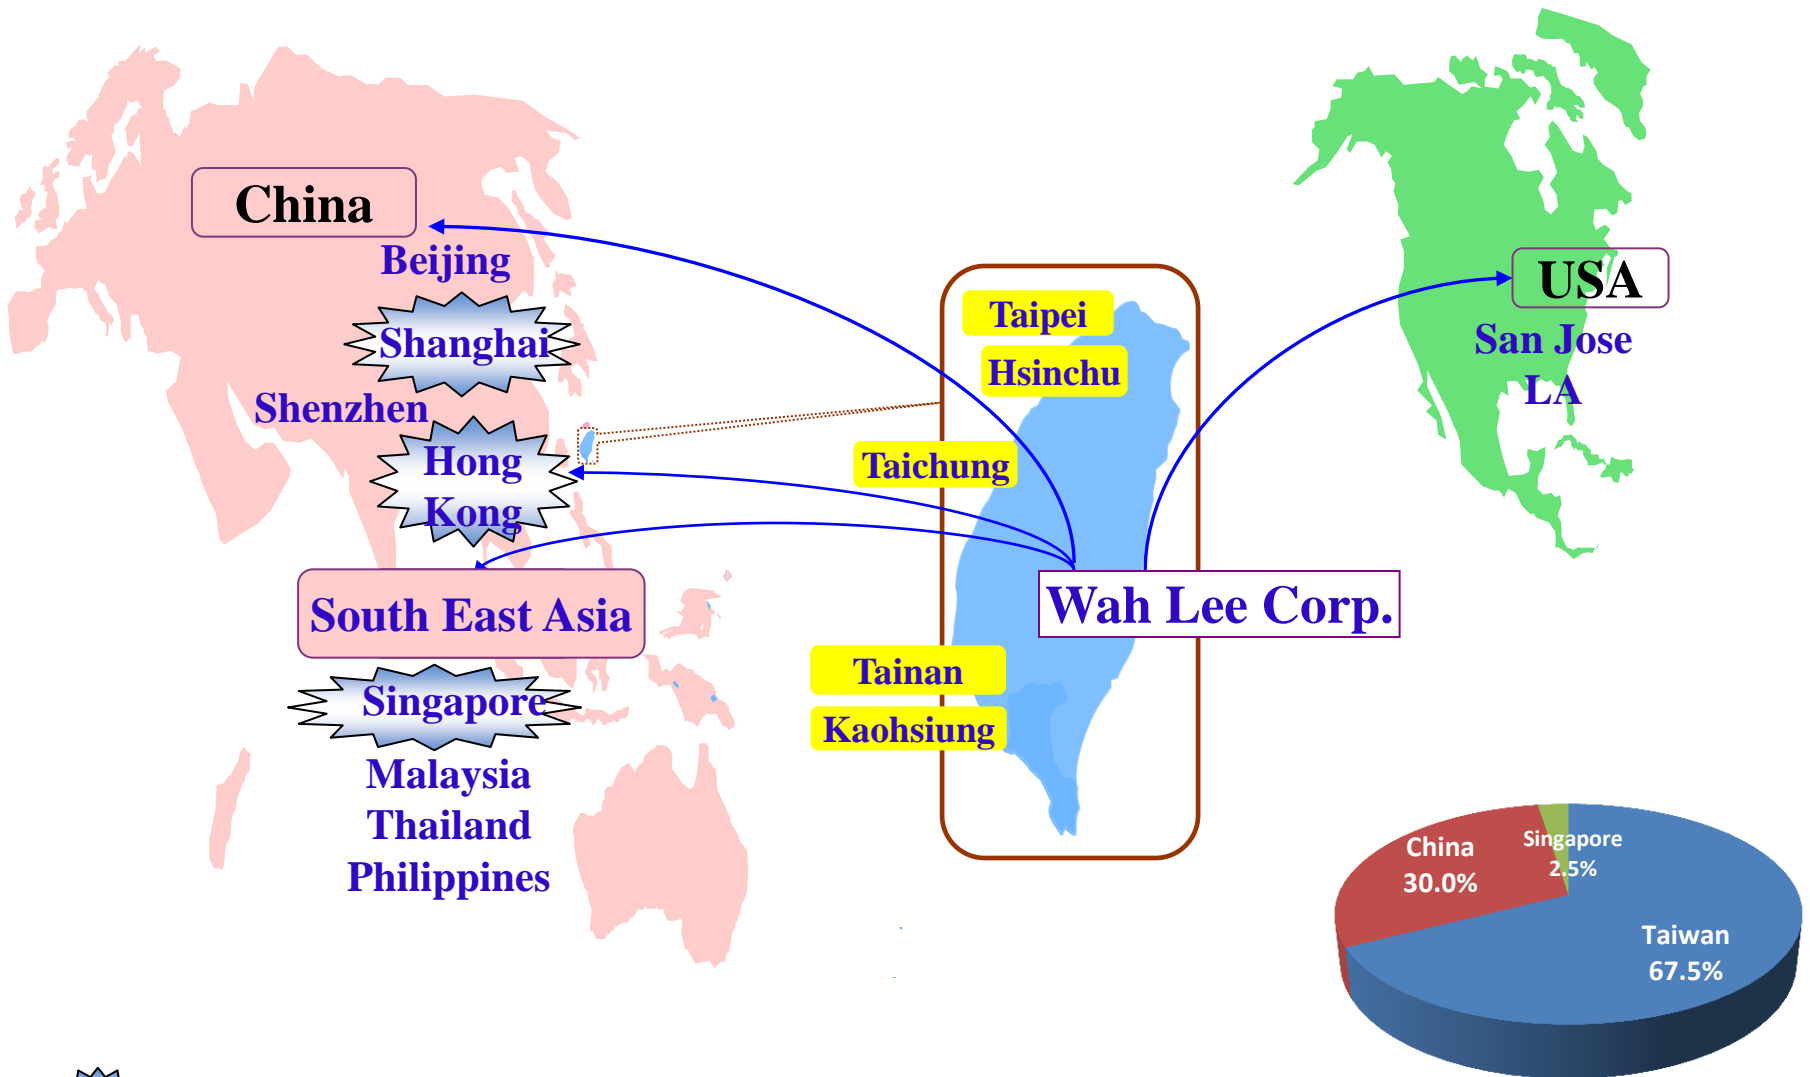 China
Beijing
Shanghai
Shenzhen
Hong
Kong
South East Asia
Singapore
Malaysia
Thailand
Philippines
Taipei
Hsinchu
Taichung
Wah Lee Corp.
Tainan
Kaohsiung
USA
San Jose
LA
China
30.0%
Singapore
2.5%
Taiwan
67.5%